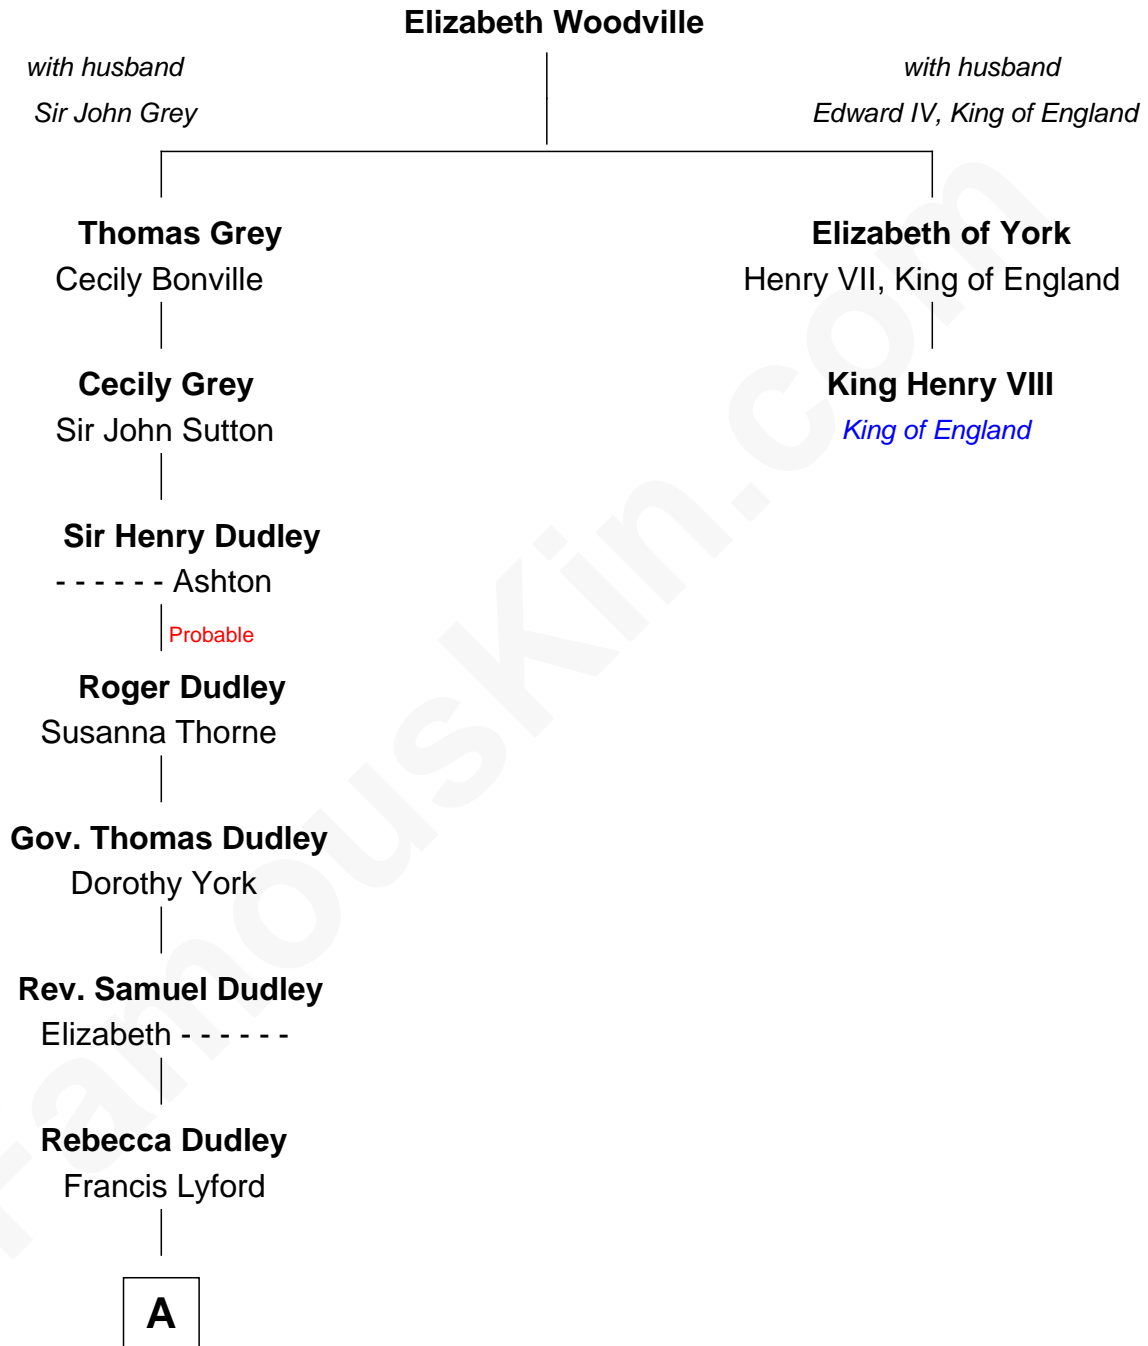 Elizabeth Woodville
with husband
Sir John Grey
with husband
Edward IV, King of England
Thomas Grey
Cecily Bonville
Elizabeth of York
Henry VII, King of England
Cecily Grey
Sir John Sutton
King Henry VIII
King of England
Sir Henry Dudley
- - - - - - Ashton
Probable
Roger Dudley
Susanna Thorne
Gov. Thomas Dudley
Dorothy York
Rev. Samuel Dudley
Elizabeth - - - - - -
Rebecca Dudley
Francis Lyford
A
FamousKin.com